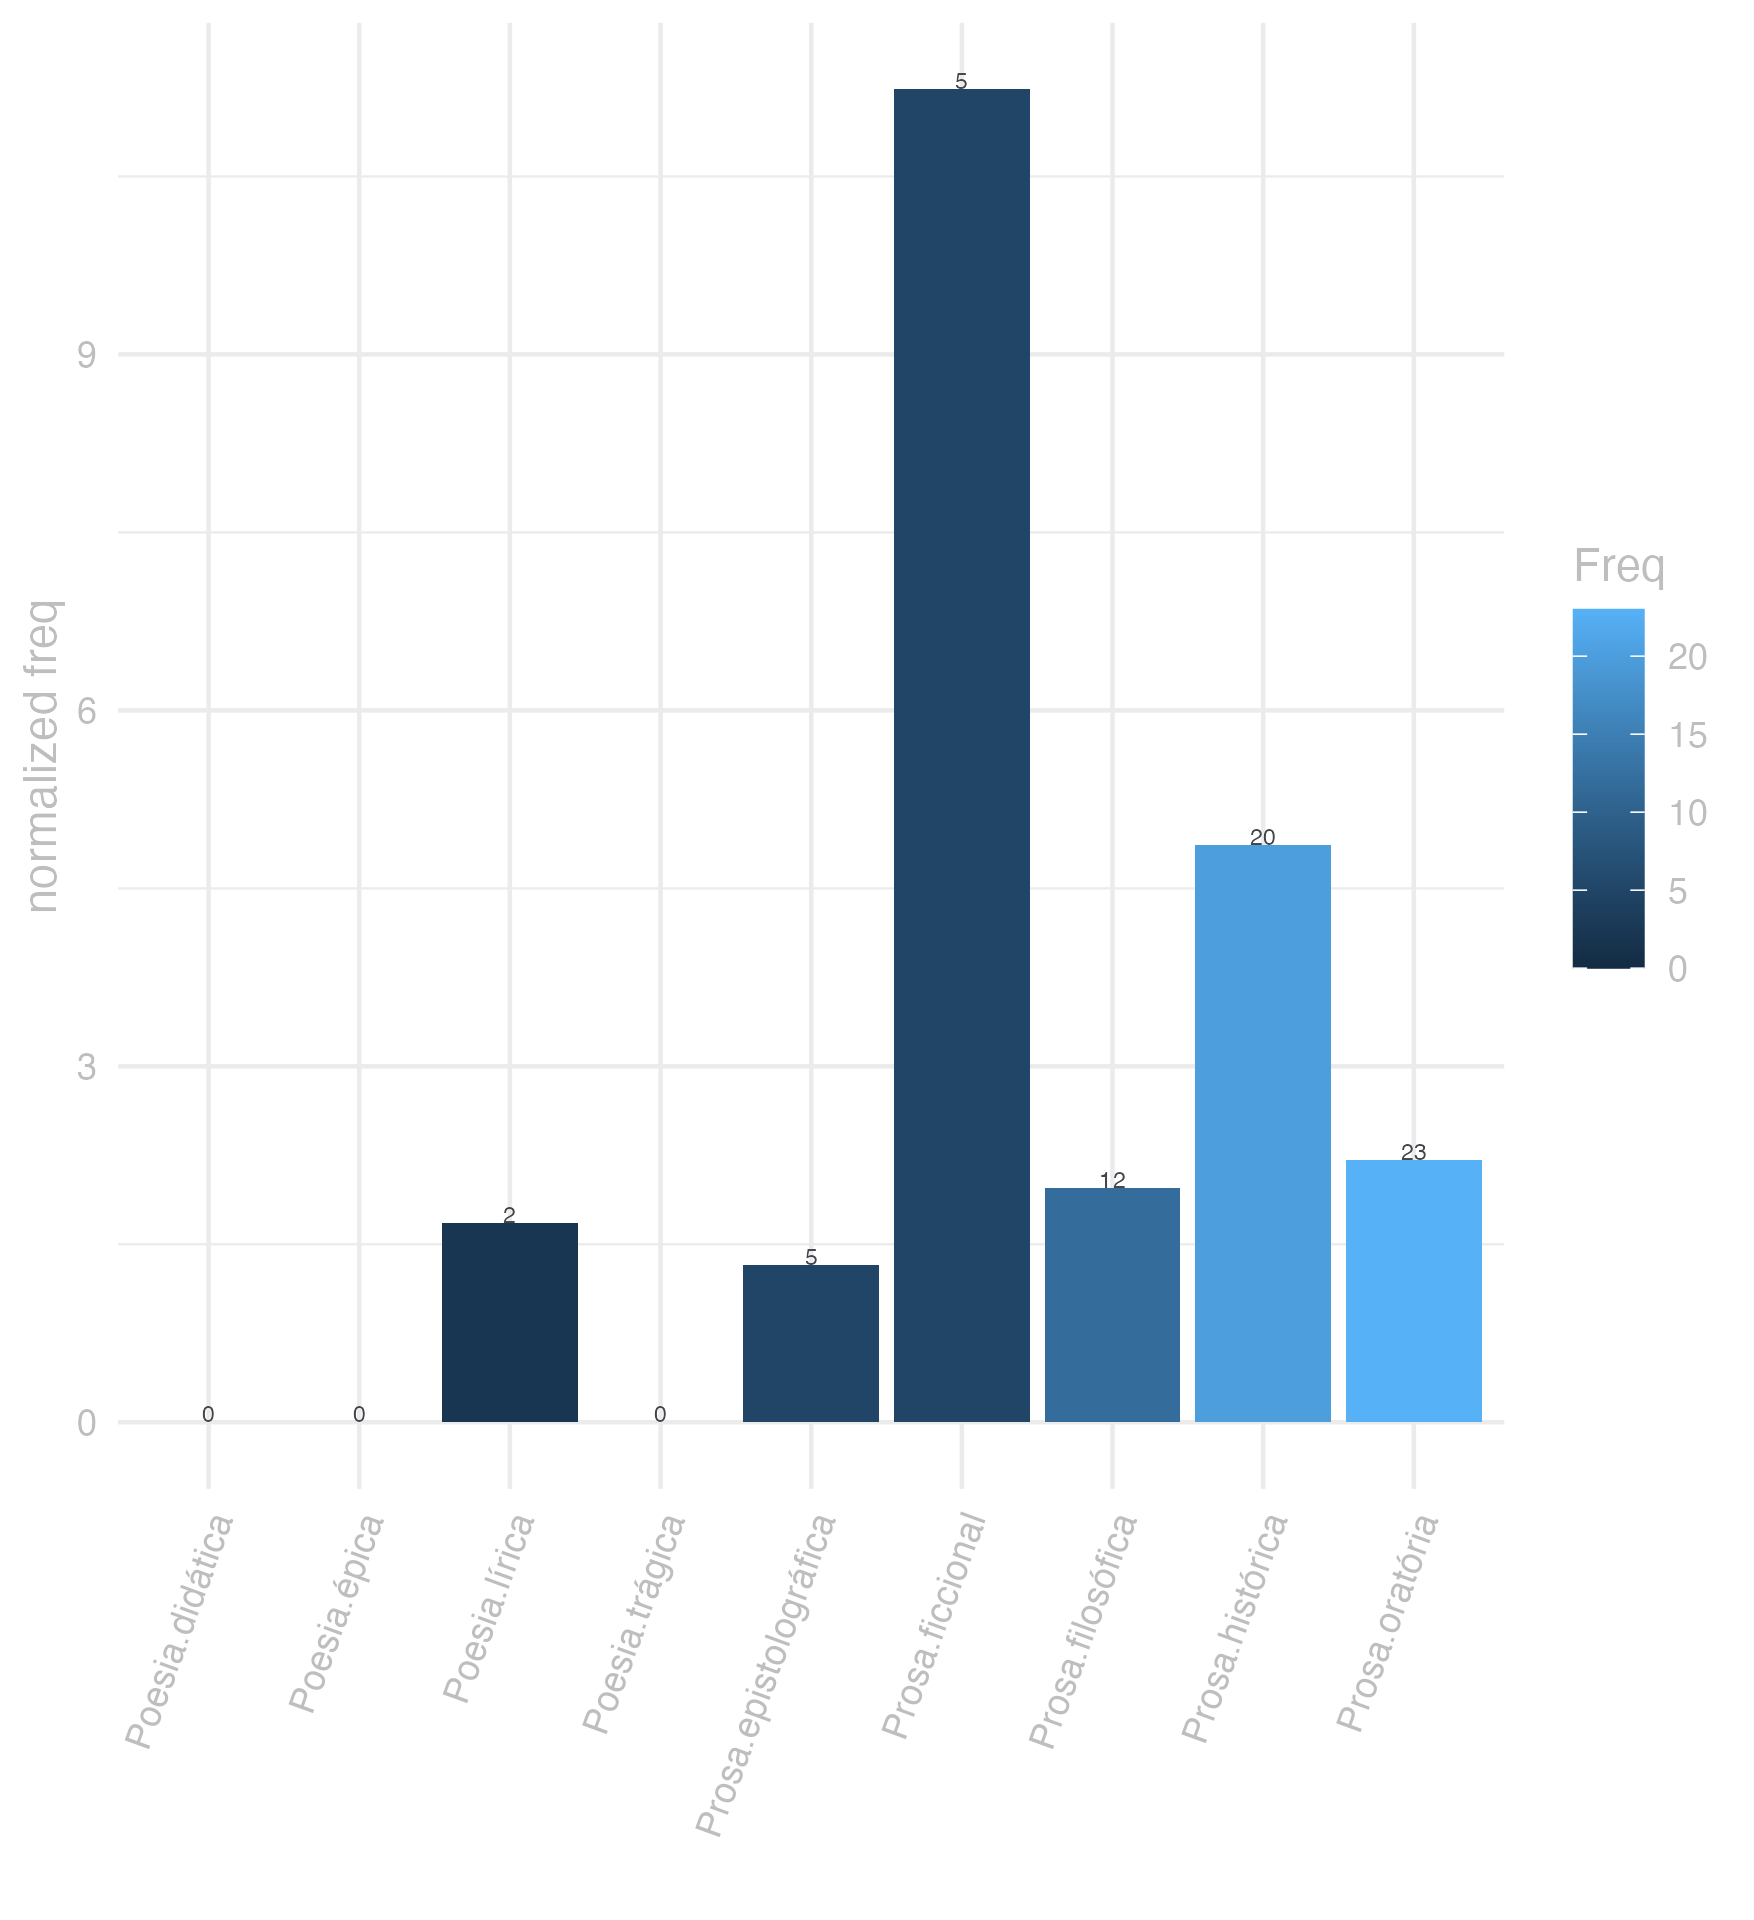 5
9
6
3
0
normalized freq
20
23
12
2
5
0
0
0
Poesia.didática
Poesia.épica
Poesia.lírica
Poesia.trágica
Prosa.epistolográfica
Prosa.ficcional
Prosa.filosófica
Prosa.histórica
Prosa.oratória
Freq
20
15
10
5
0